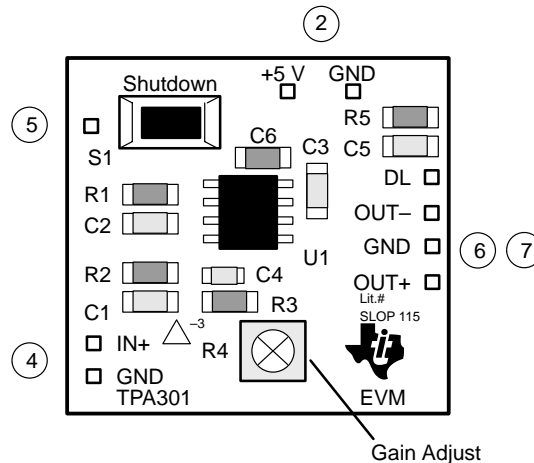 2
+5 V GND
Shutdown
R5
5
C6
C3
C5
S1
DL
R1
OUT–
C2
GND
6 7
U1
R2
C4
OUT+
Lit.#
C1
R3
SLOP 115
–3
IN+
R4
4
GND
TPA301
EVM
Gain Adjust